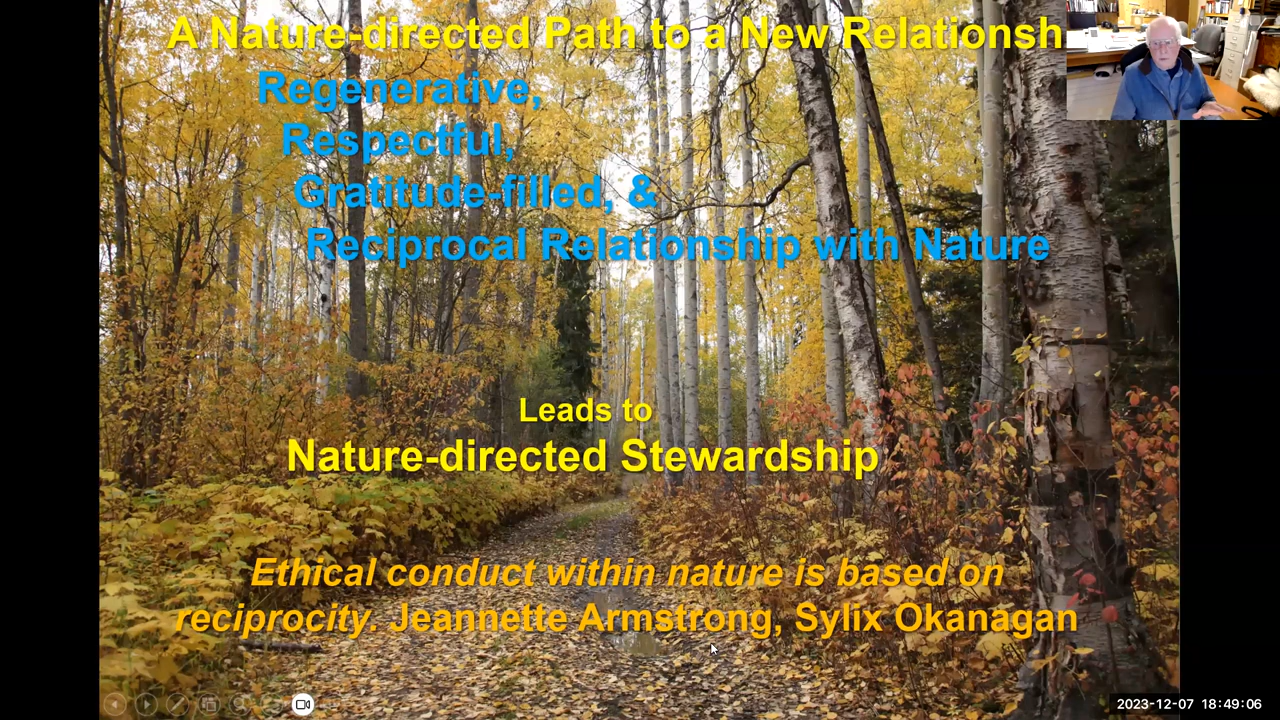 A Nature-directed Path to a New Relationsh
Regenerative,
Respectful,
Gratitude-filled, &
Reciprocal Relationship with Nature
Leads to
Nature-directed Stewardship
Ethical conduct within nature is based on
reciprocity. Jeannette Armstrong, Sylix Okanagan
2023-12-07 18:49:06